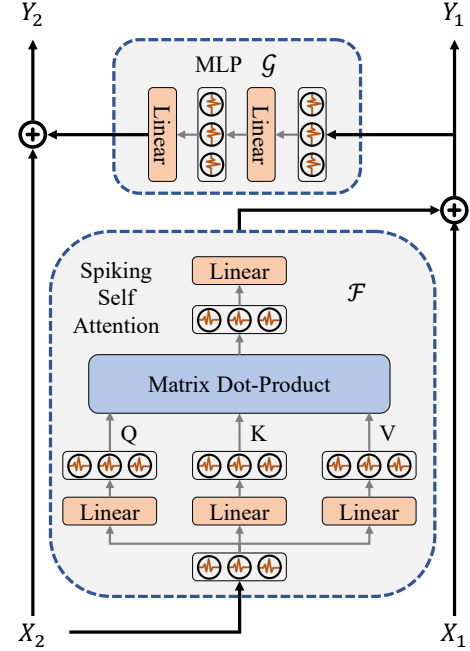 Y₂
Y₁
MLP 𝒢
Linear
Linear
Spiking
Self
Attention
Linear
ℱ
Matrix Dot-Product
Q
K
V
Linear
Linear
Linear
X₂
X₁